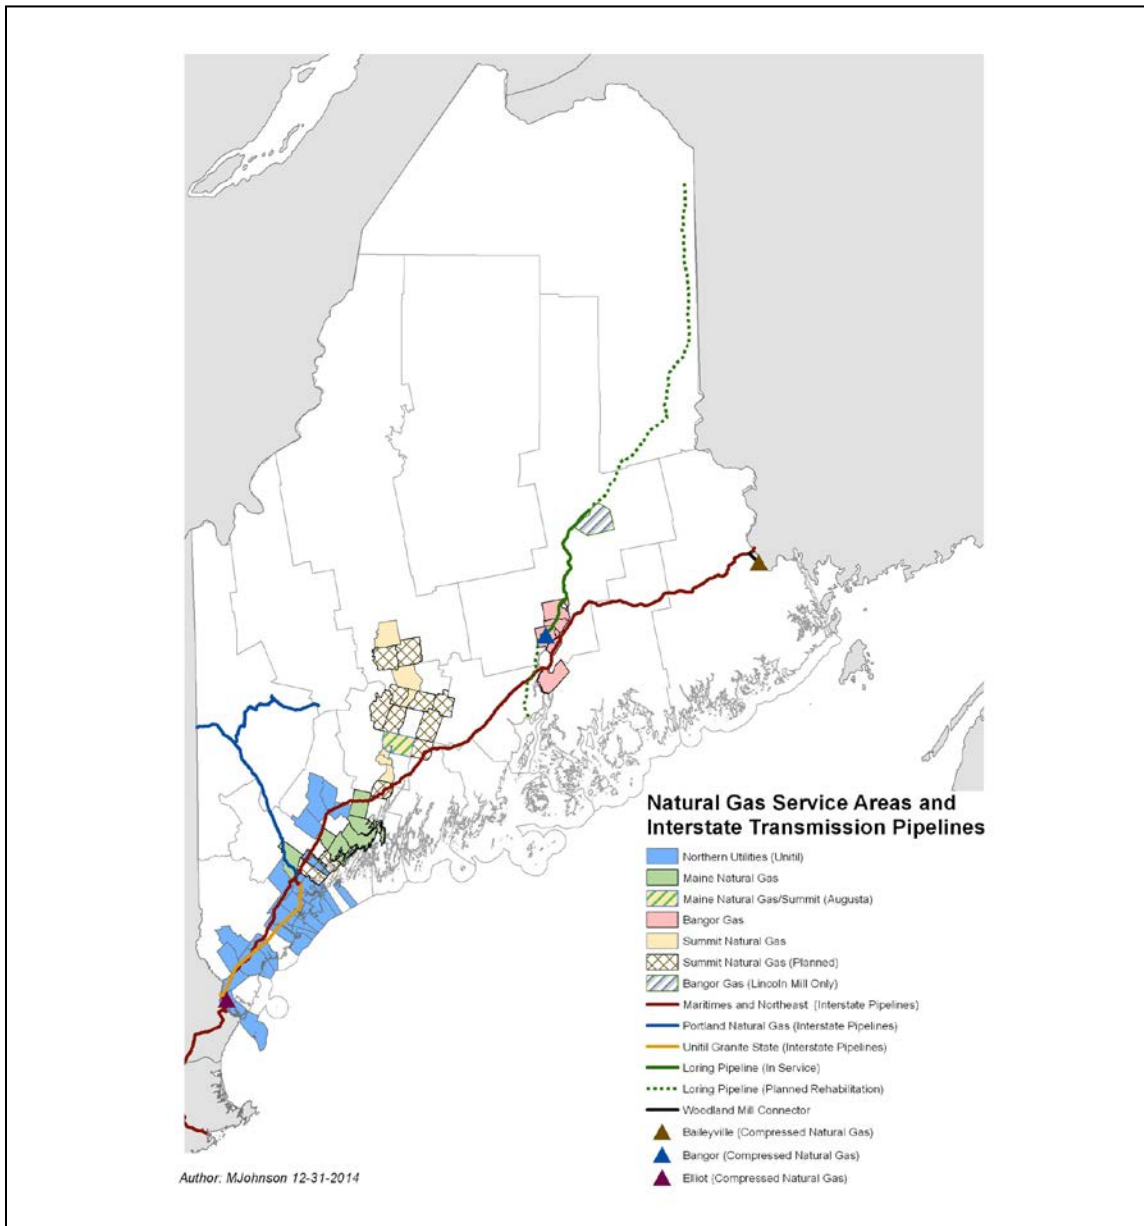 Natural Gas Service Areas and
Interstate Transmission Pipelines
Northern Utilities (Unitil)
Maine Natural Gas
Maine Natural Gas/Summit (Augusta)
Bangor Gas
Summit Natural Gas
Summit Natural Gas (Planned)
Bangor Gas (Lincoln Mill Only)
Maritimes and Northeast (Interstate Pipelines)
Portland Natural Gas (Interstate Pipelines)
Unitil Granite State (Interstate Pipelines)
Loring Pipeline (In Service)
Loring Pipeline (Planned Rehabilitation)
Woodland Mill Connector
Baileyville (Compressed Natural Gas)
Bangor (Compressed Natural Gas)
Elliot (Compressed Natural Gas)
Author: MJohnson 12-31-2014